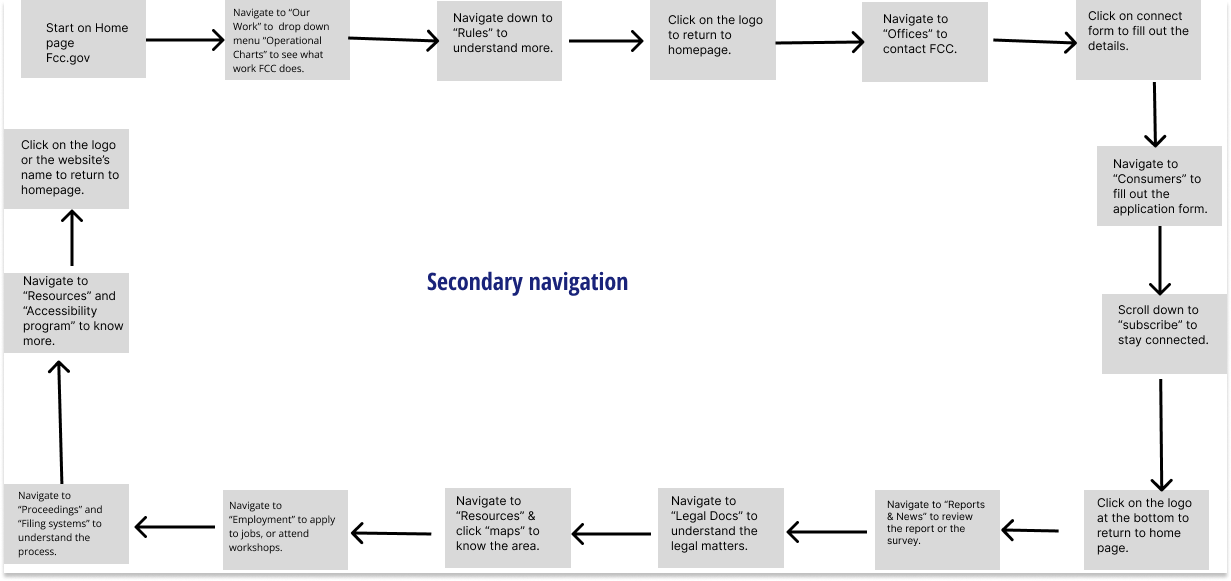 Start on Home
page
Fcc.gov
Navigate to “Our
Work” to  drop down
menu “Operational
Charts” to see what
work FCC does.
Navigate down to
“Rules” to
understand more.
Click on the logo
to return to
homepage.
Navigate to
“Offices” to
contact FCC.
Click on connect
form to fill out the
details.
Navigate to
“Consumers” to
fill out the
application form.
Scroll down to
“subscribe” to
stay connected.
Click on the logo
at the bottom to
return to home
page.
Navigate to “Reports
& News” to review
the report or the
survey.
Navigate to
“Legal Docs” to
understand the
legal matters.
Navigate to
“Resources” &
click “maps” to
know the area.
Navigate to
“Employment” to apply
to jobs, or attend
workshops.
Navigate to
“Proceedings” and
“Filing systems” to
understand the
process.
Navigate to
“Resources” and
“Accessibility
program” to know
more.
Click on the logo
or the website’s
name to return to
homepage.
Secondary navigation